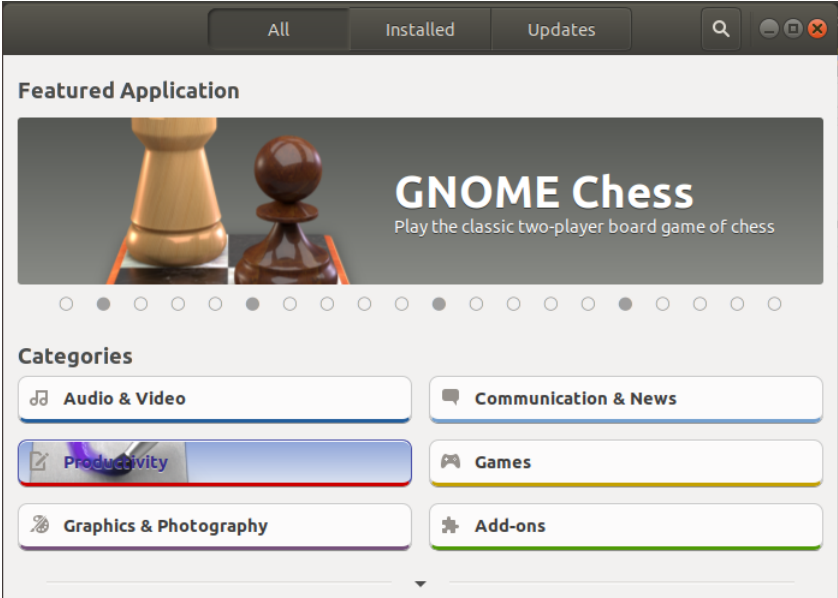 All
Installed
Updates
Featured Application
GNOME Chess
Play the classic two-player board game of chess
Categories
Audio & Video
Communication & News
Productivity
Games
Graphics & Photography
Add-ons